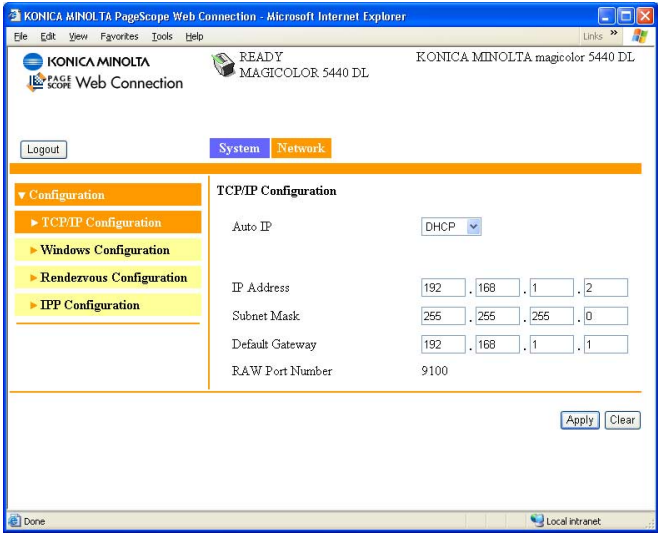 KONICA MINOLTA PageScope Web Connection - Microsoft Internet Explorer
File Edit View Favorites Tools Help Links »
KONICA MINOLTA
PAGE SCOPE Web Connection
READY
MAGICOLOR 5440 DL
KONICA MINOLTA magicolor 5440 DL
Logout
System Network
▼ Configuration
► TCP/IP Configuration
► Windows Configuration
► Rendezvous Configuration
► IPP Configuration
TCP/IP Configuration
Auto IP DHCP
IP Address 192 . 168 . 1 . 2
Subnet Mask 255 . 255 . 255 . 0
Default Gateway 192 . 168 . 1 . 1
RAW Port Number 9100
Apply Clear
Done Local intranet